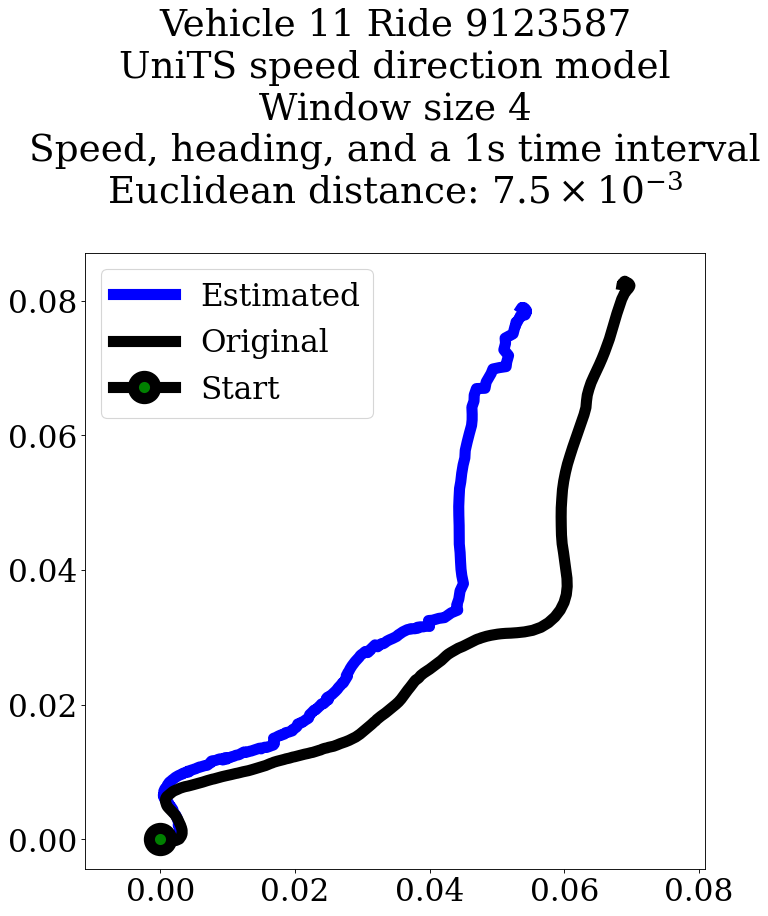 Vehicle 11 Ride 9123587
UniTS speed direction model
Window size 4
Speed, heading, and a 1s time interval
Euclidean distance: 7.5 × 10⁻³
Estimated
Original
Start
0.08
0.06
0.04
0.02
0.00
0.00 0.02 0.04 0.06 0.08